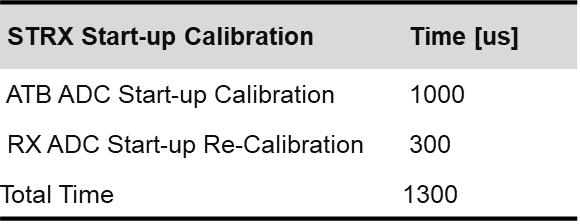 STRX Start-up Calibration Time [us]
ATB ADC Start-up Calibration 1000
RX ADC Start-up Re-Calibration 300
Total Time 1300